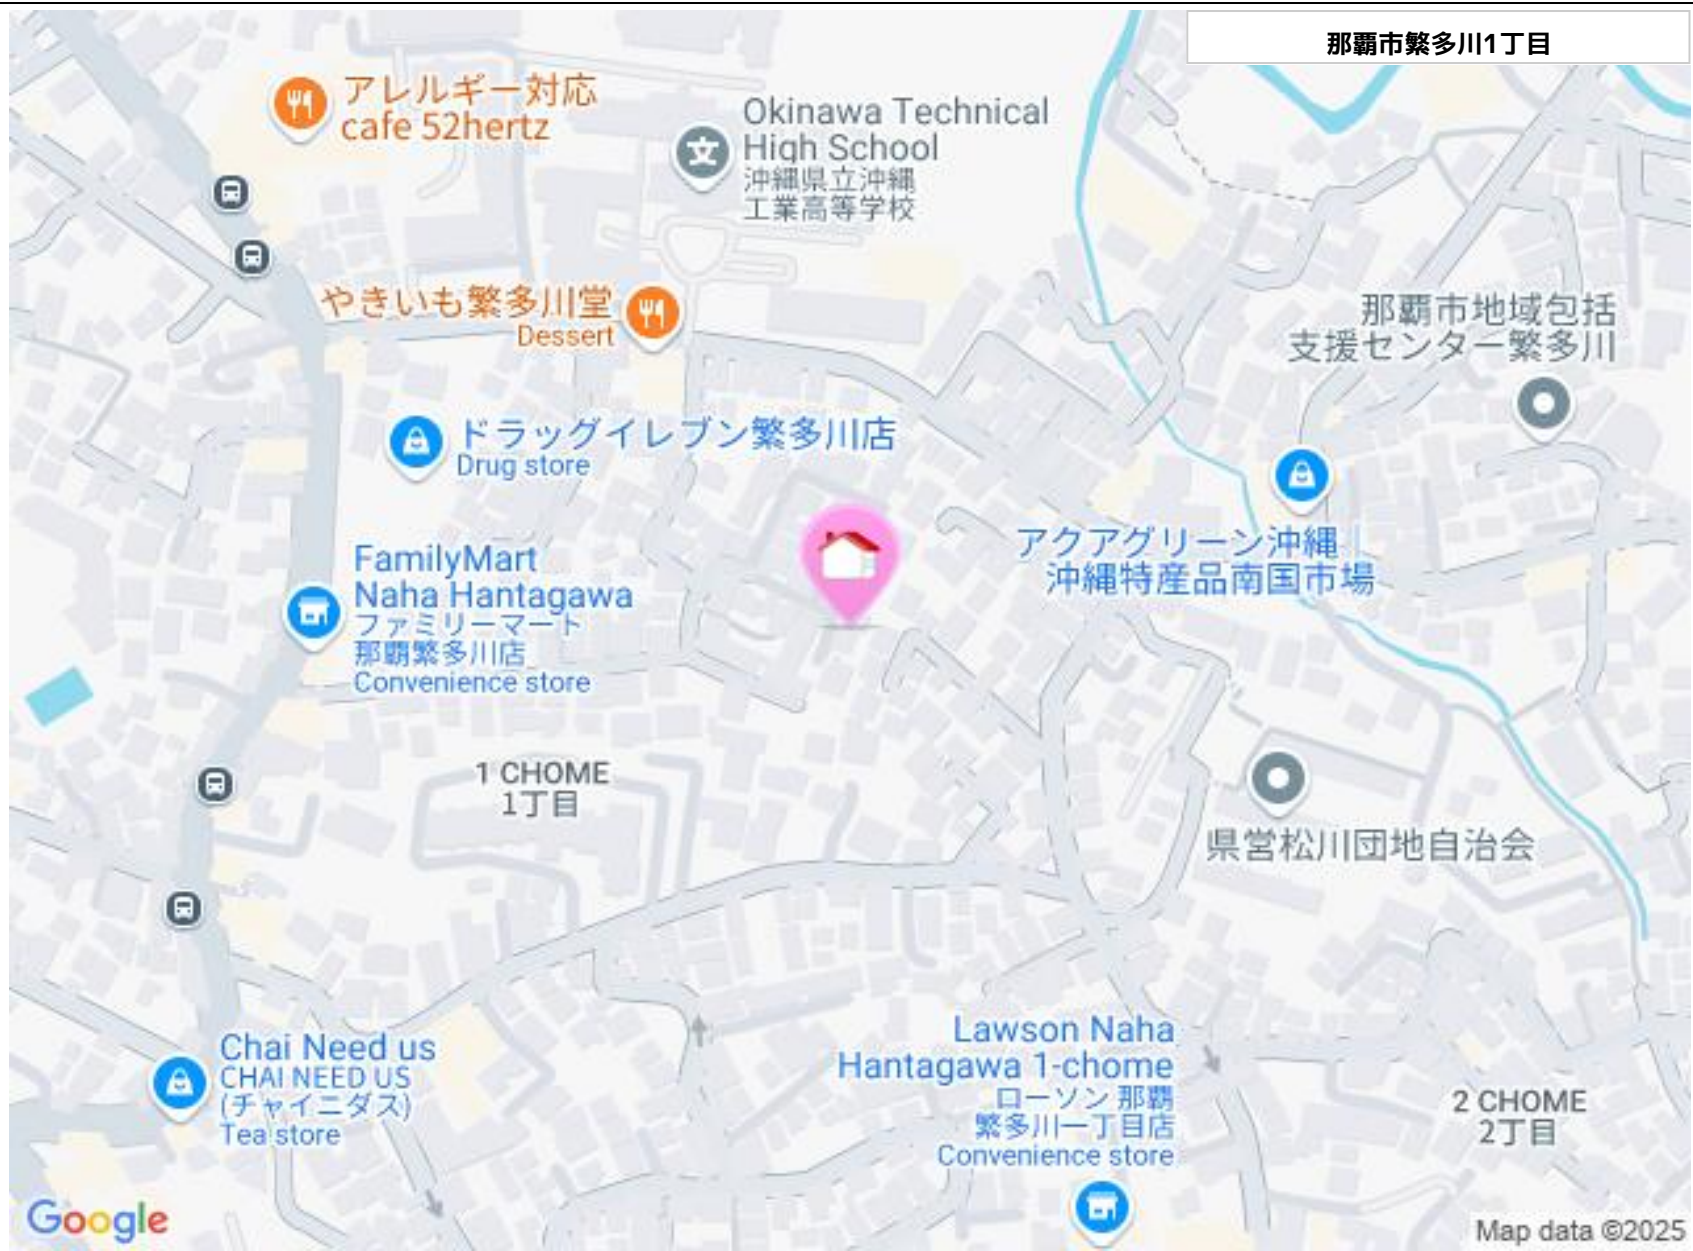 那覇市繁多川1丁目
アレルギー対応
cafe 52hertz
Okinawa Technical
High School
沖縄県立沖縄
工業高等学校
やきいも繁多川堂
Dessert
那覇市地域包括
支援センター繁多川
ドラッグイレブン繁多川店
Drug store
アクアグリーン沖縄｜
沖縄特産品南国市場
FamilyMart
Naha Hantagawa
ファミリーマート
那覇繁多川店
Convenience store
1 CHOME
1丁目
県営松川団地自治会
Chai Need us
CHAI NEED US
(チャイニダス)
Tea store
Lawson Naha
Hantagawa 1-chome
ローソン 那覇
繁多川一丁目店
Convenience store
2 CHOME
2丁目
Google
Map data ©2025